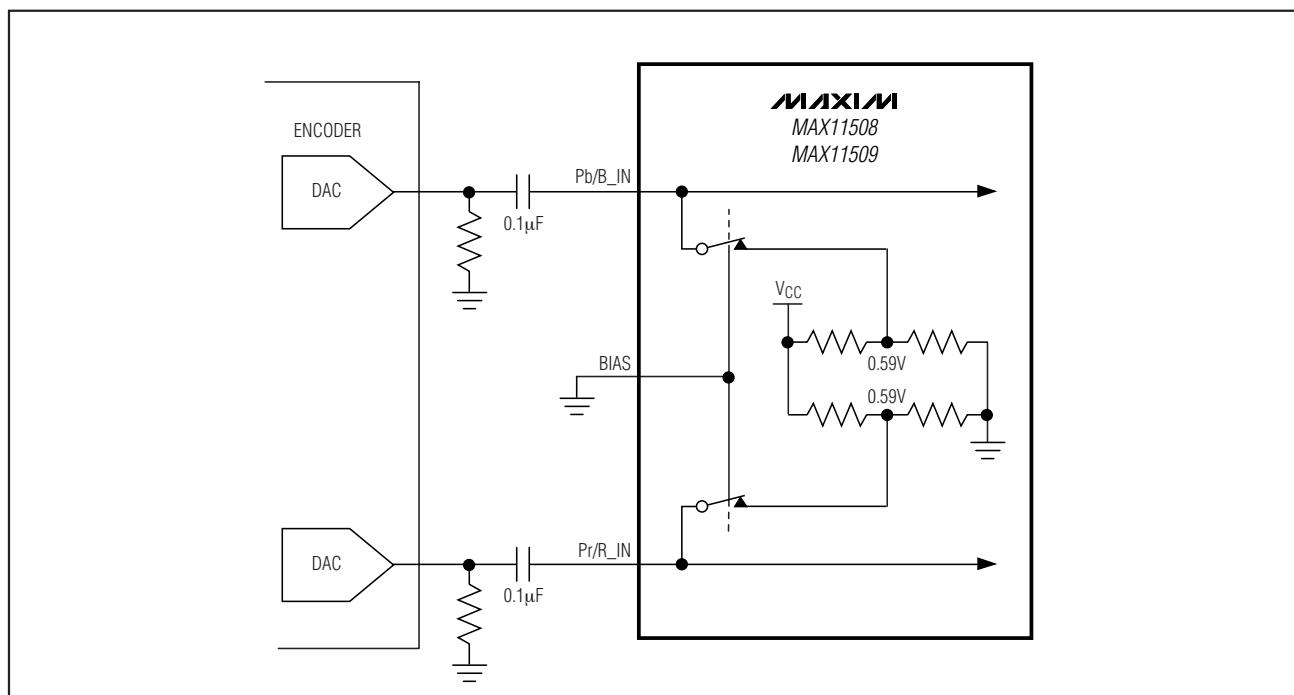 MAXIM
MAX11508
MAX11509
ENCODER
DAC
Pb/B_IN
0.1μF
VCC
0.59V
BIAS
0.59V
DAC
Pr/R_IN
0.1μF